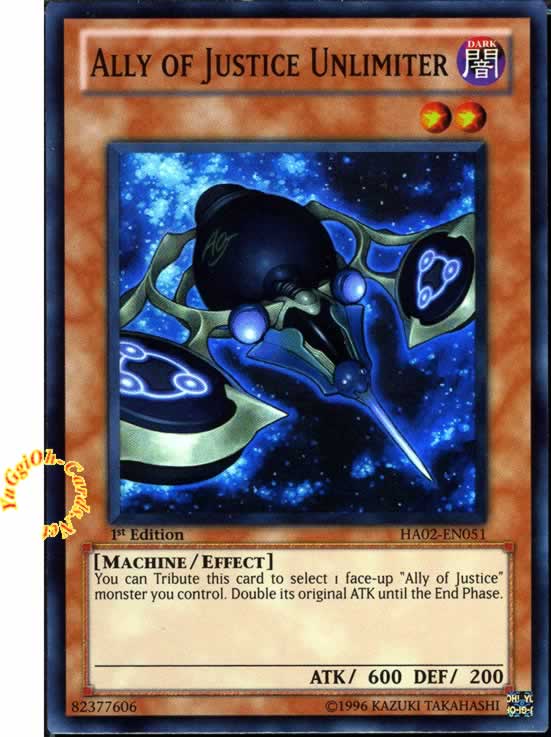 ALLY OF JUSTICE UNLIMITER
DARK
闇
AOJ
YuGgiOh-Cards.Net
1st Edition
HA02-EN051
[MACHINE/EFFECT]
You can Tribute this card to select 1 face-up "Ally of Justice"
monster you control. Double its original ATK until the End Phase.
ATK/ 600 DEF/ 200
82377606
©1996 KAZUKI TAKAHASHI